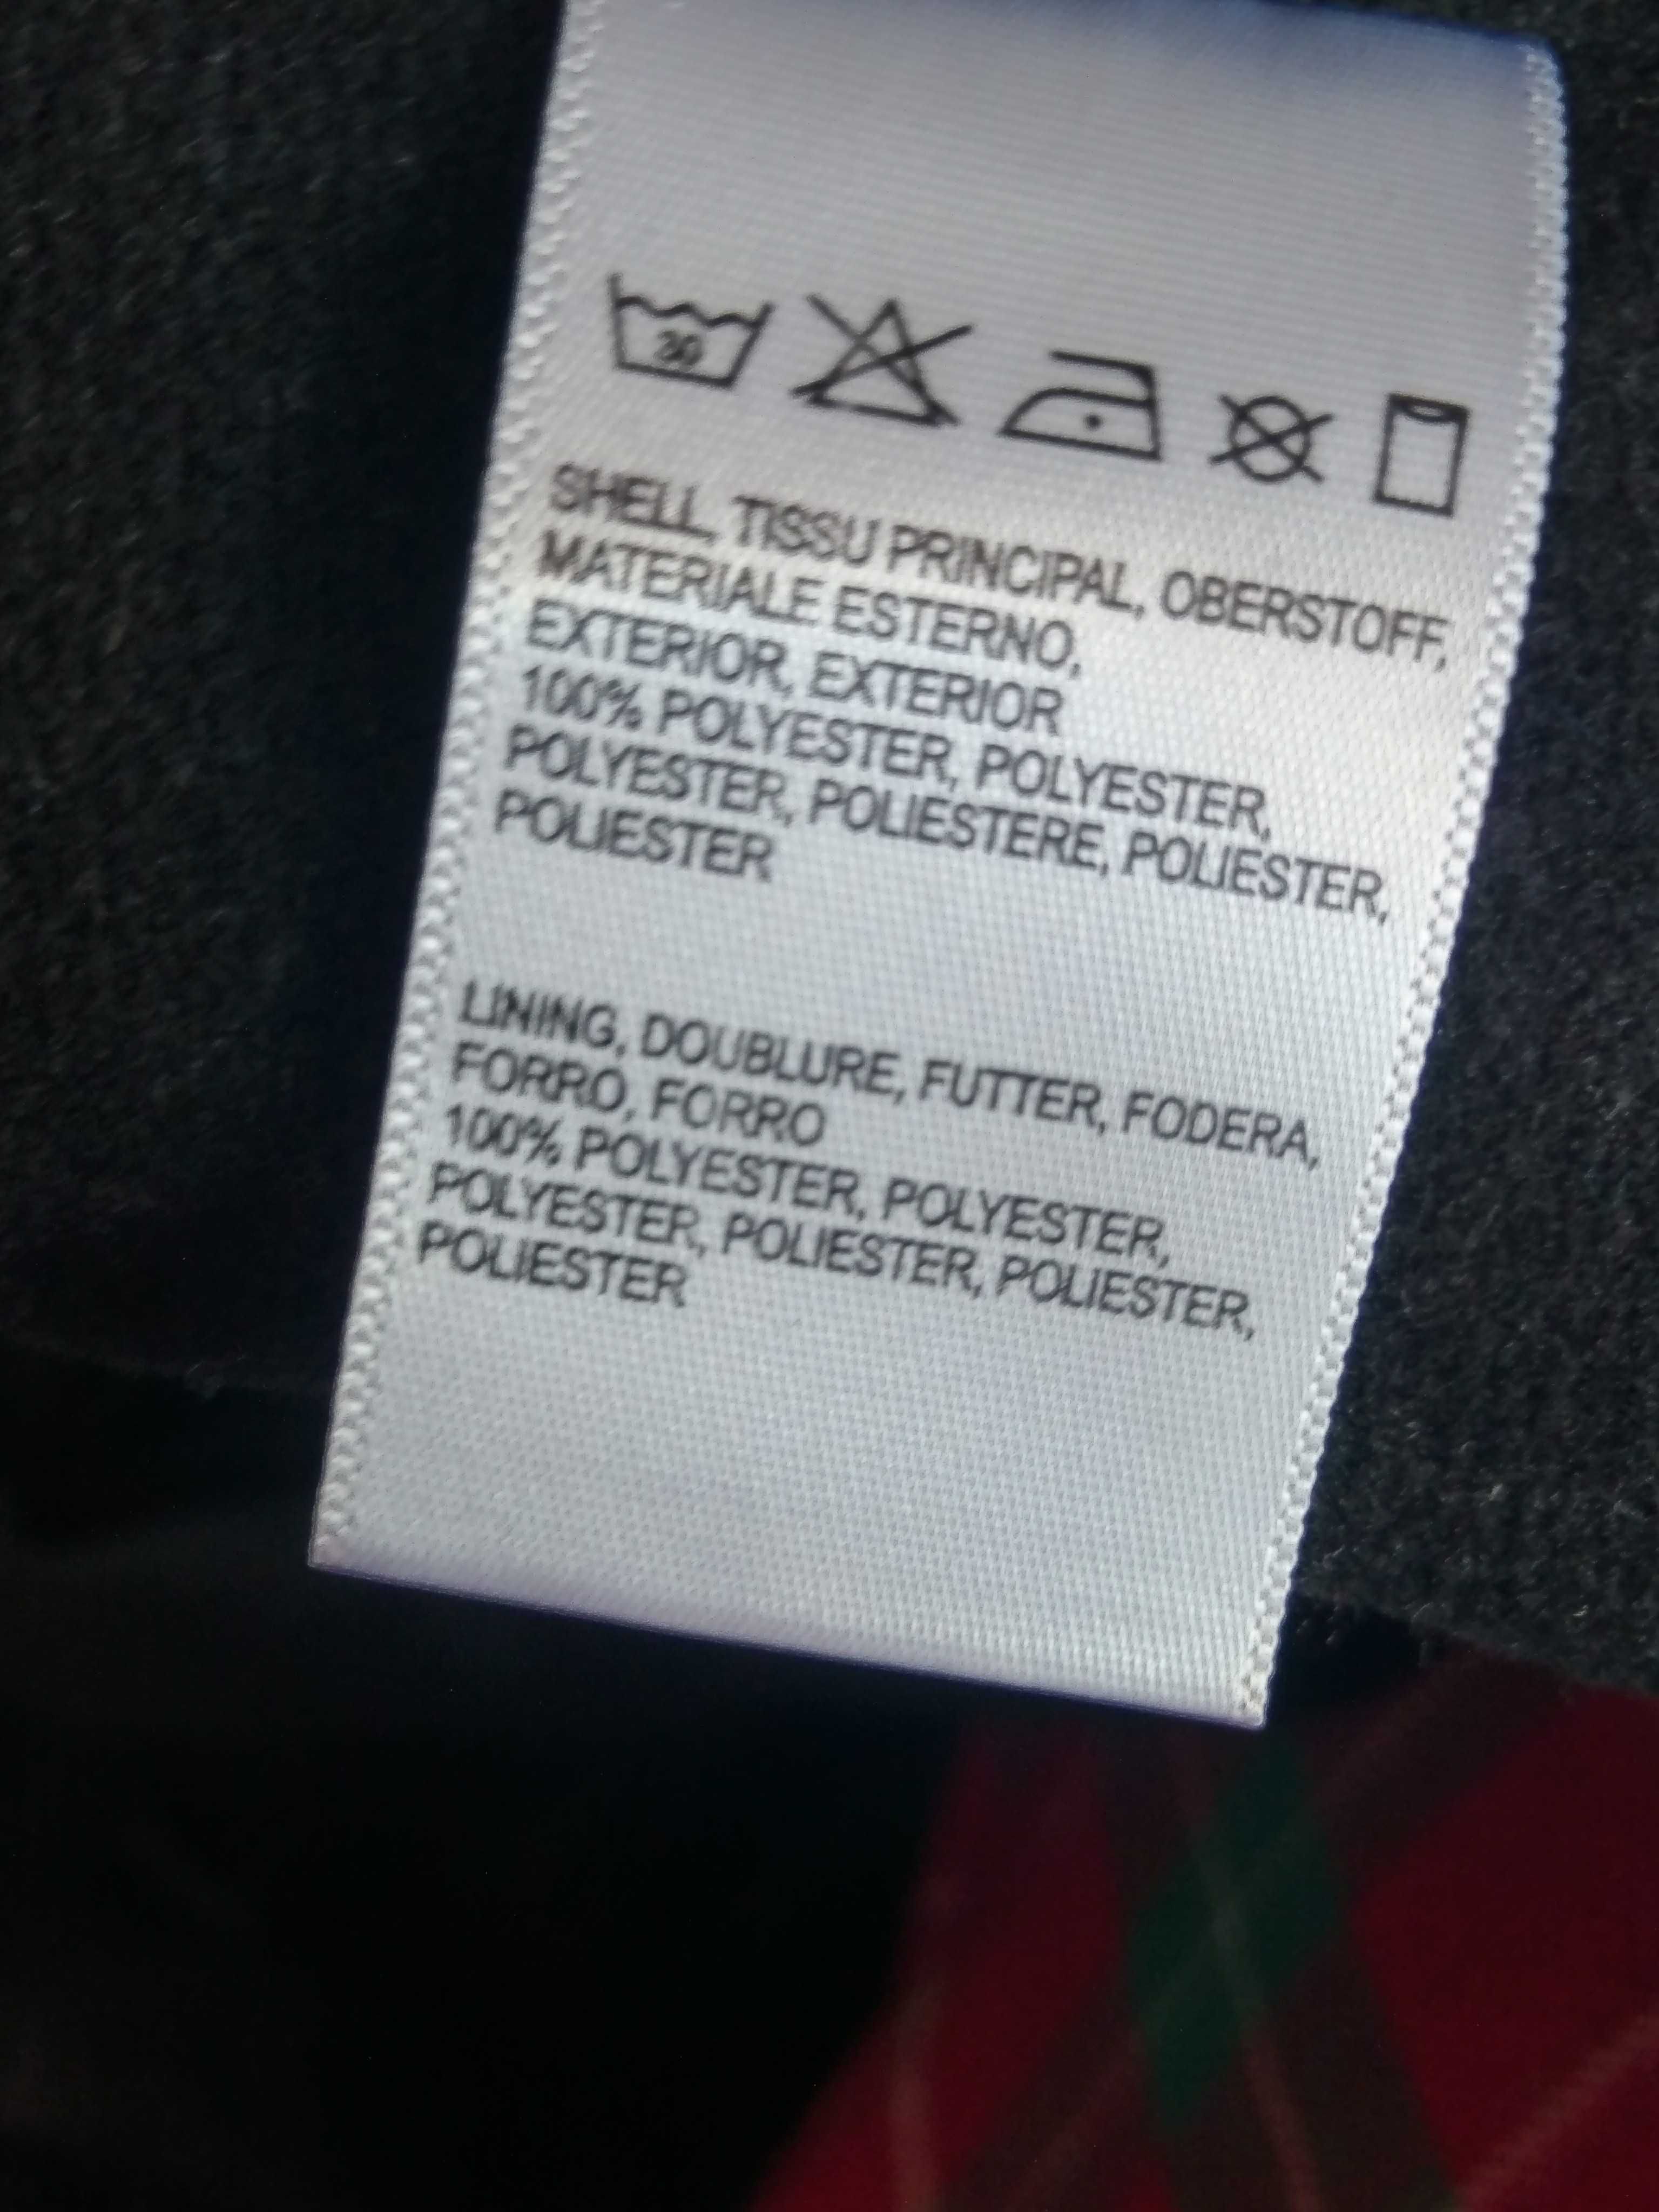 30
SHELL, TISSU PRINCIPAL, OBERSTOFF,
MATERIALE ESTERNO,
EXTERIOR, EXTERIOR
100% POLYESTER, POLYESTER,
POLYESTER, POLIESTERE, POLIESTER,
POLIESTER
LINING, DOUBLURE, FUTTER, FODERA,
FORRO, FORRO
100% POLYESTER, POLYESTER,
POLYESTER, POLIESTER, POLIESTER,
POLIESTER